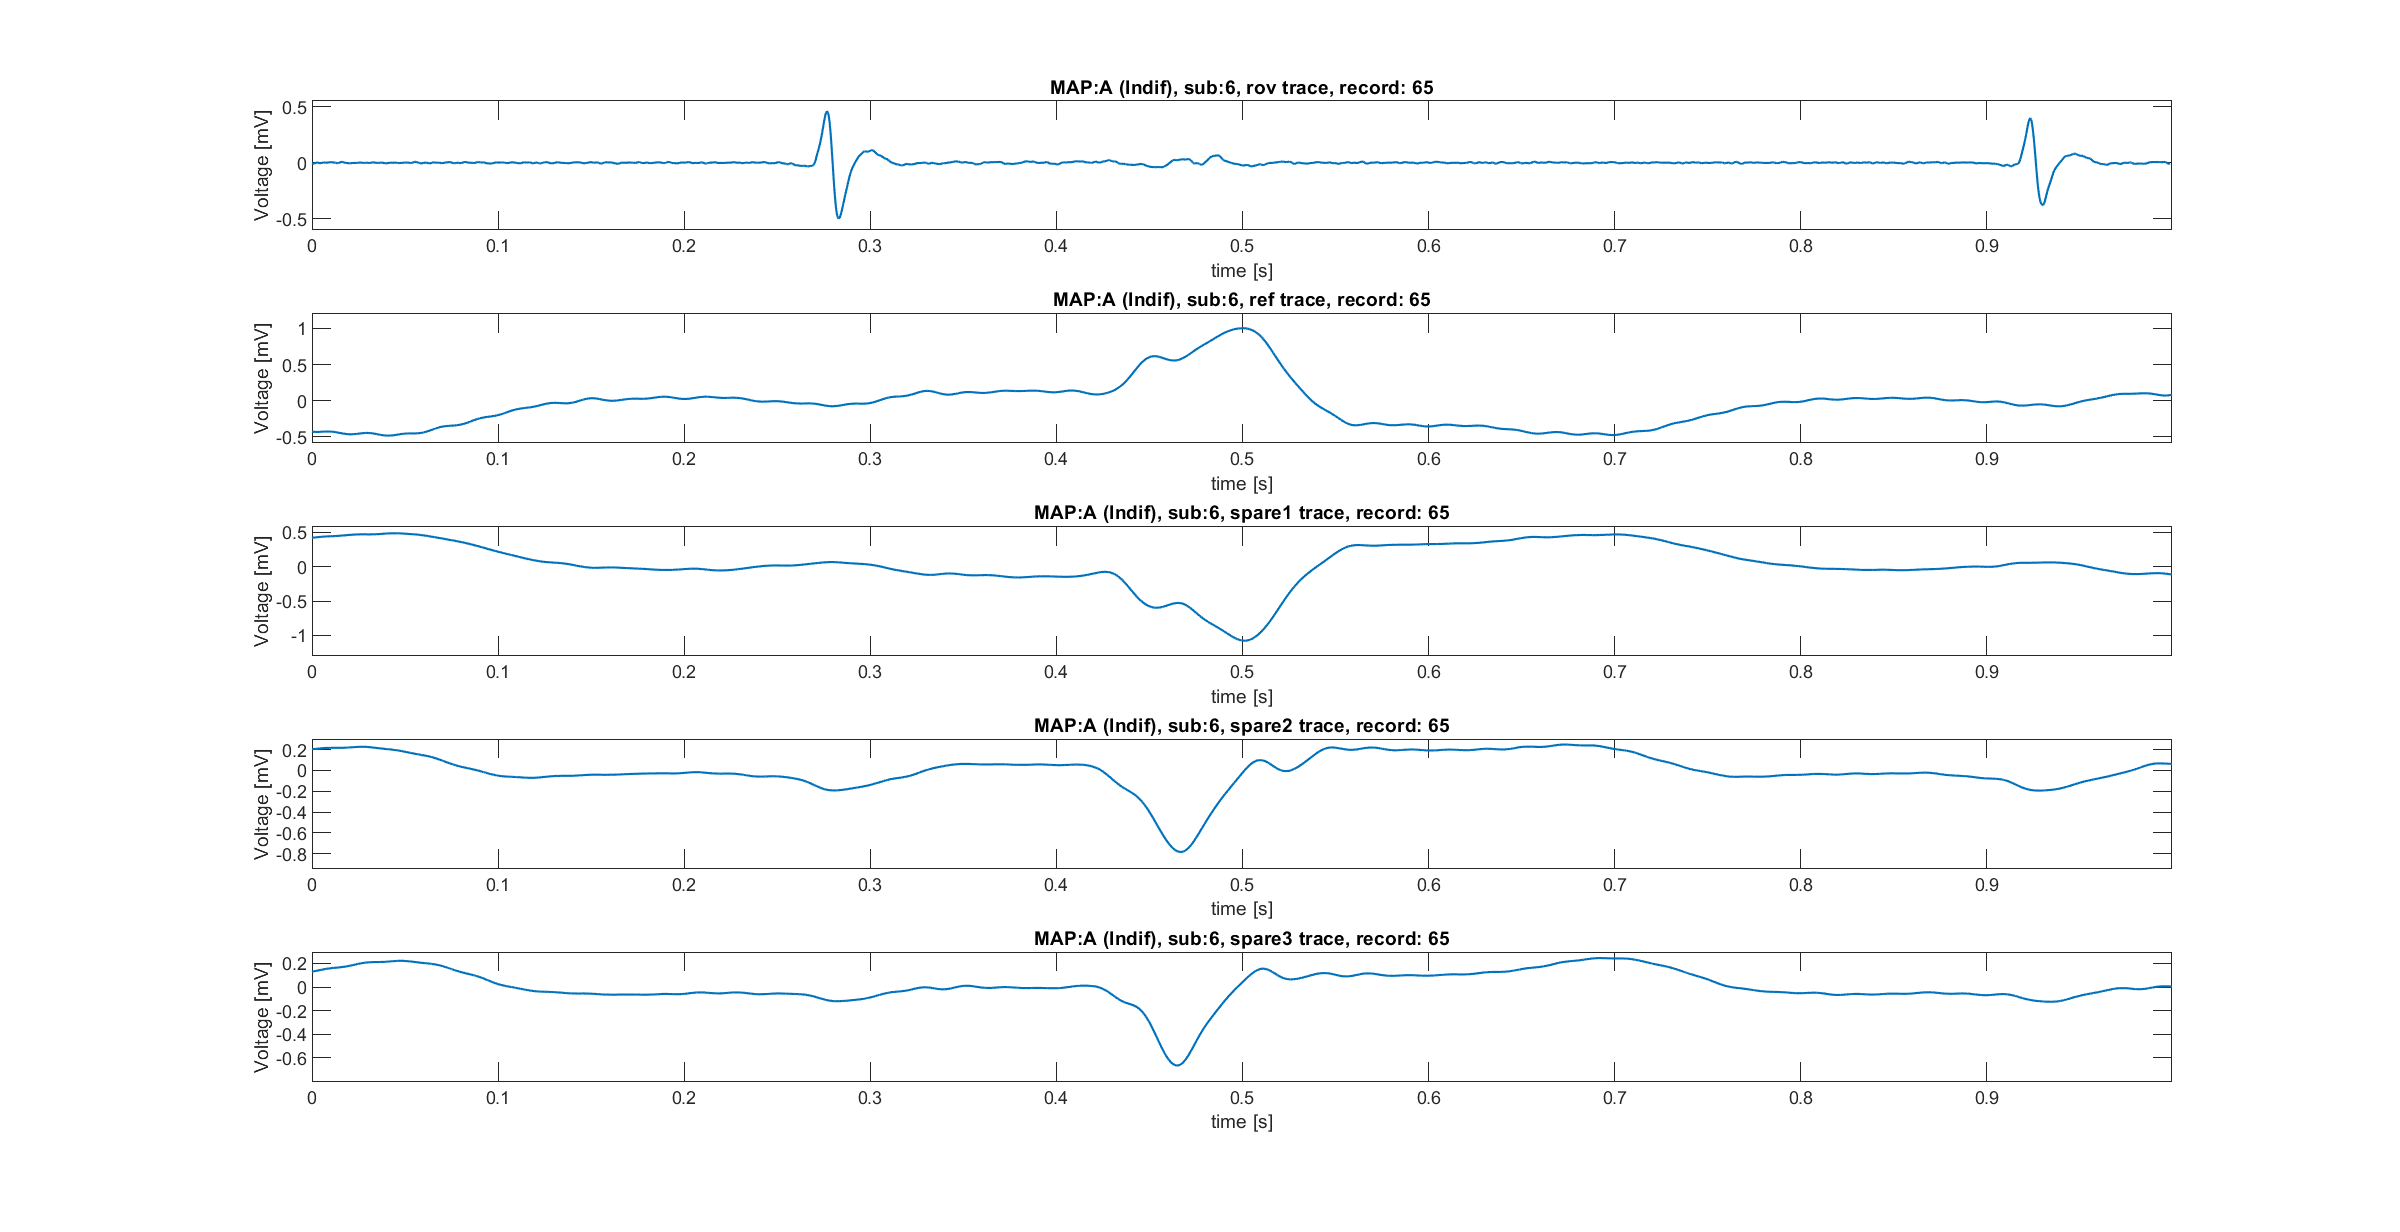 MAP:A (Indif), sub:6, rov trace, record: 65
Voltage [mV]
0.5
0
-0.5
0 0.1 0.2 0.3 0.4 0.5 0.6 0.7 0.8 0.9
time [s]
MAP:A (Indif), sub:6, ref trace, record: 65
Voltage [mV]
1
0.5
0
-0.5
0 0.1 0.2 0.3 0.4 0.5 0.6 0.7 0.8 0.9
time [s]
MAP:A (Indif), sub:6, spare1 trace, record: 65
Voltage [mV]
0.5
0
-0.5
-1
0 0.1 0.2 0.3 0.4 0.5 0.6 0.7 0.8 0.9
time [s]
MAP:A (Indif), sub:6, spare2 trace, record: 65
Voltage [mV]
0.2
0
-0.2
-0.4
-0.6
-0.8
0 0.1 0.2 0.3 0.4 0.5 0.6 0.7 0.8 0.9
time [s]
MAP:A (Indif), sub:6, spare3 trace, record: 65
Voltage [mV]
0.2
0
-0.2
-0.4
-0.6
0 0.1 0.2 0.3 0.4 0.5 0.6 0.7 0.8 0.9
time [s]